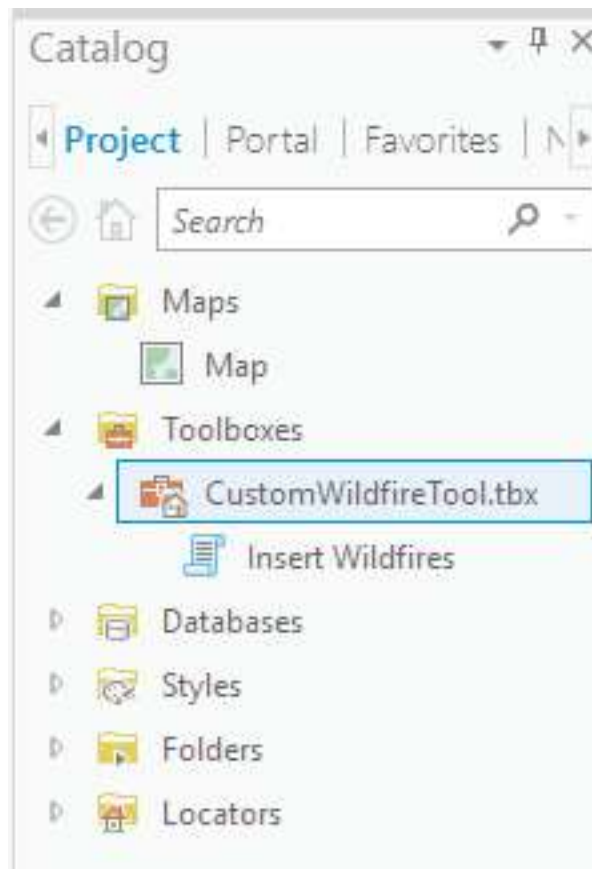 Catalog
Project | Portal | Favorites | N
Search
Maps
Map
Toolboxes
CustomWildfireTool.tbx
Insert Wildfires
Databases
Styles
Folders
Locators